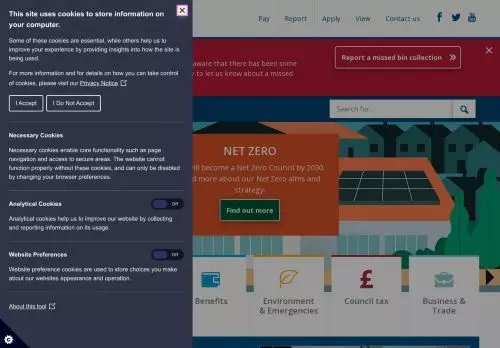 This site uses cookies to store information on
your computer.
Some of these cookies are essential, while others help us to
improve your experience by providing insights into how the site is
being used.
For more information and for details on how you can take control
of cookies, please visit our Privacy Notice
I Accept
I Do Not Accept
Necessary Cookies
Necessary cookies enable core functionality such as page
navigation and access to secure areas. The website cannot
function properly without these cookies, and can only be disabled
by changing your browser preferences.
Analytical Cookies
Off
Analytical cookies help us to improve our website by collecting
and reporting information on its usage.
Website Preferences
Off
Website preference cookies are used to store choices you make
about our websites appearance and operation.
About this tool
Pay
Report
Apply
View
Contact us
aware that there has been some
y to let us know about a missed
Report a missed bin collection
Search for...
NET ZERO
ill become a Net Zero Council by 2030.
d more about our Net Zero aims and
strategy.
Find out more
Benefits
Environment
& Emergencies
Council tax
Business &
Trade